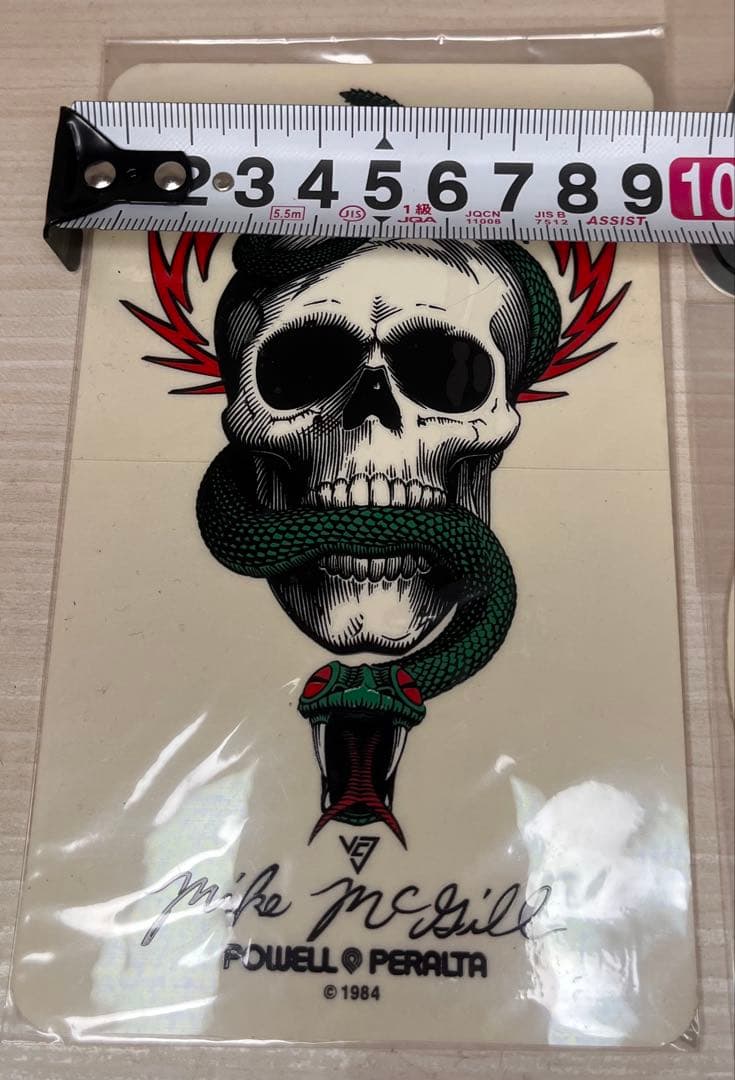 2 3 4 5 6 7 8 9 10
5.5m JIS 1級 JQA JQCN 11008 JIS B 7512 ASSIST
VCJ
Mike McGill
POWELL PERALTA
©1984